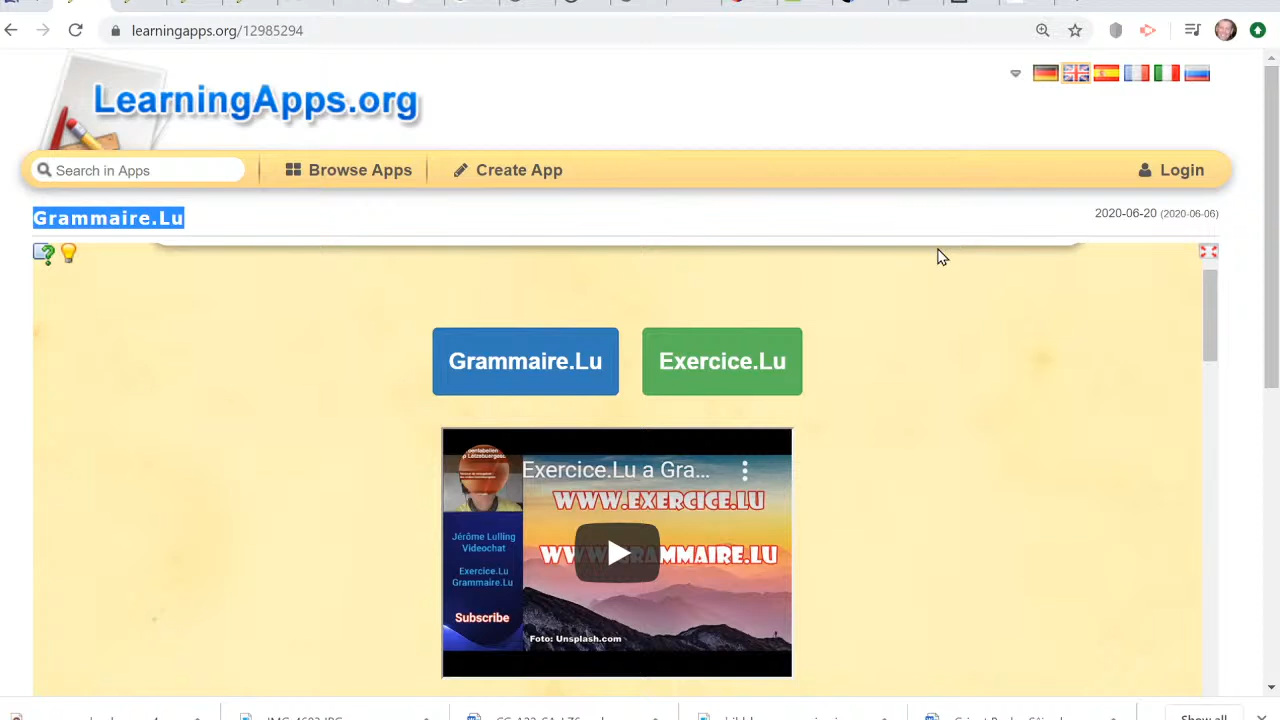 learningapps.org/12985294
LearningApps.org
Search in Apps
Browse Apps
Create App
Login
Grammaire.Lu
2020-06-20 (2020-06-06)
Grammaire.Lu
Exercice.Lu
Exercice.Lu a Gra...
WWW.EXERCICE.LU
Jérôme Lulling
Videochat
WWW.GRAMMAIRE.LU
Exercice.Lu
Grammaire.Lu
Subscribe
Foto: Unsplash.com
Show all